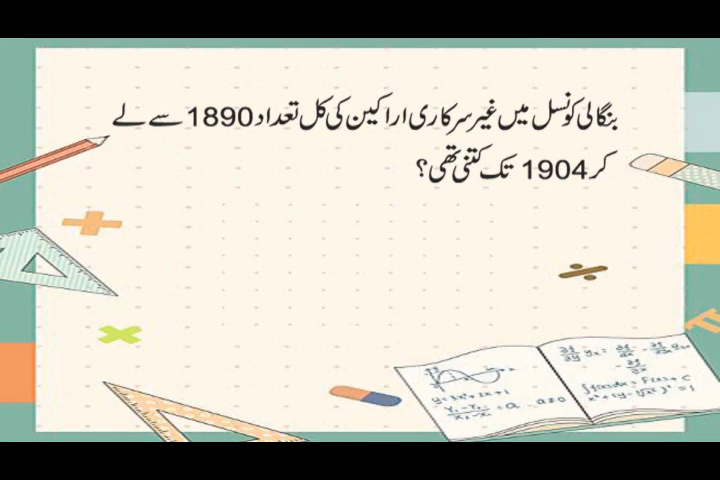 بنگالی کونسل میں غیر سرکاری اراکین کی کل تعداد 1890 سے لے
کر 1904 تک کتنی تھی؟